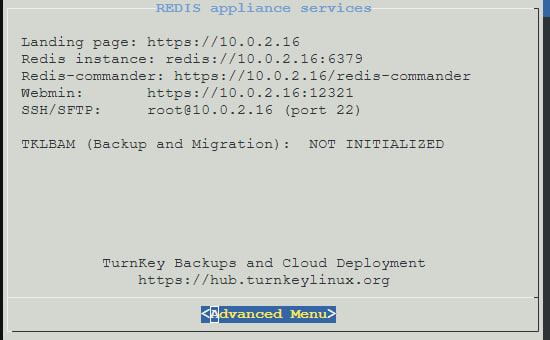 REDIS appliance services
Landing page: https://10.0.2.16
Redis instance: redis://10.0.2.16:6379
Redis-commander: https://10.0.2.16/redis-commander
Webmin:       https://10.0.2.16:12321
SSH/SFTP:     root@10.0.2.16 (port 22)
TKLBAM (Backup and Migration):  NOT INITIALIZED
TurnKey Backups and Cloud Deployment
https://hub.turnkeylinux.org
<Advanced Menu>